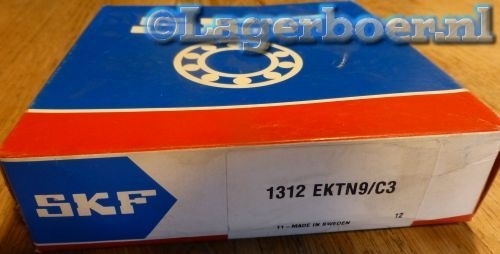 ©Lagerboer.nl
SKF
1312 EKTN9/C3
12
11-MADE IN SWEDEN